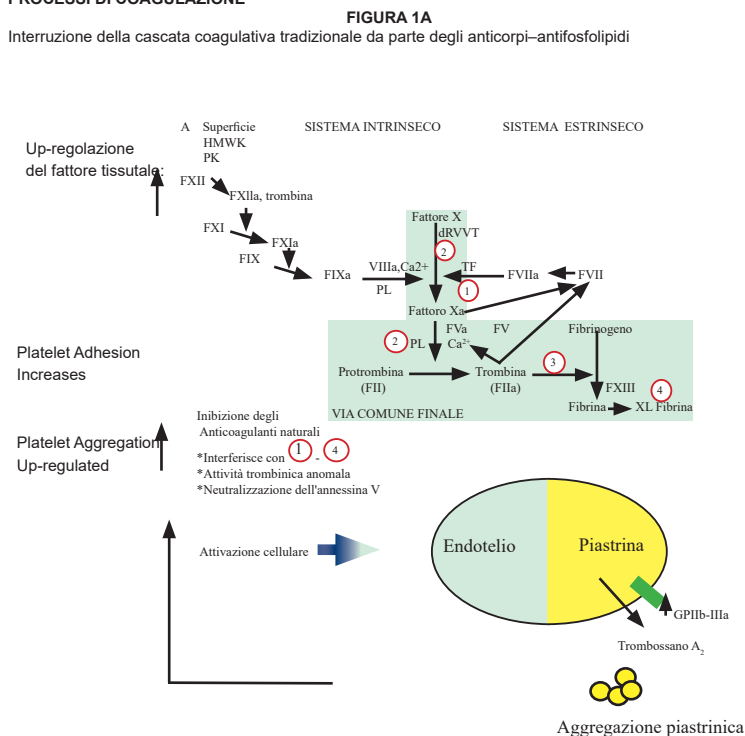 PROCESSI DI COAGULAZIONE
FIGURA 1A
Interruzione della cascata coagulativa tradizionale da parte degli anticorpi–antifosfolipidi
A Superficie
HMWK
PK
SISTEMA INTRINSECO
SISTEMA ESTRINSECO
Up-regolazione
del fattore tissutale:
FXII
FXlla, trombina
FXI
FXIa
FIX
FIXa
VIIIa,Ca2+
PL
Fattore X
dRVVT
2
TF
1
FVIIa
FVII
Fattoro Xa
2
PL
FVa
Ca²⁺
FV
Fibrinogeno
Platelet Adhesion
Increases
Protrombina
(FII)
Trombina
(FIIa)
3
FXIII
4
Fibrina
XL Fibrina
VIA COMUNE FINALE
Platelet Aggregation
Up-regulated
Inibizione degli
Anticoagulanti naturali
*Interferisce con 1 - 4
*Attività trombinica anomala
*Neutralizzazione dell'annessina V
Attivazione cellulare
Endotelio
Piastrina
GPIIb-IIIa
Trombossano A₂
Aggregazione piastrinica